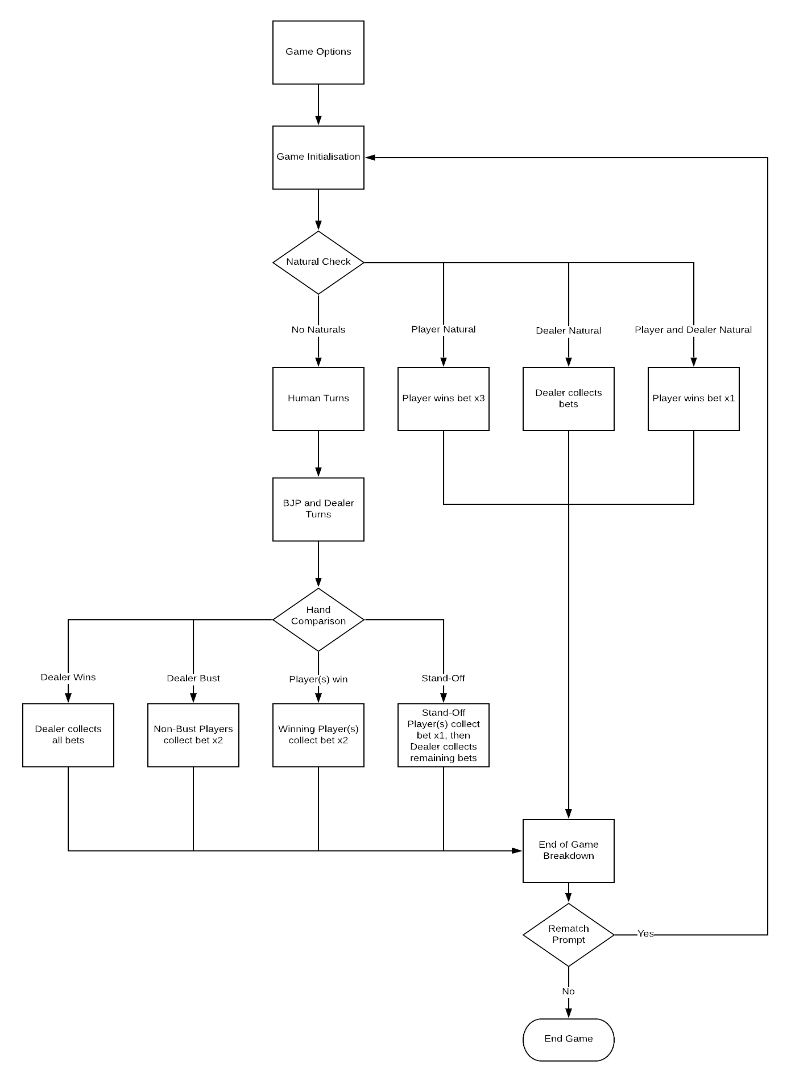 Game Options
Game Initialisation
Natural Check
No Naturals
Player Natural
Dealer Natural
Player and Dealer Natural
Human Turns
Player wins bet x3
Dealer collects
bets
Player wins bet x1
BJP and Dealer
Turns
Hand
Comparison
Dealer Wins
Dealer Bust
Player(s) win
Stand-Off
Dealer collects
all bets
Non-Bust Players
collect bet x2
Winning Player(s)
collect bet x2
Stand-Off
Player(s) collect
bet x1, then
Dealer collects
remaining bets
End of Game
Breakdown
Rematch
Prompt
Yes
No
End Game